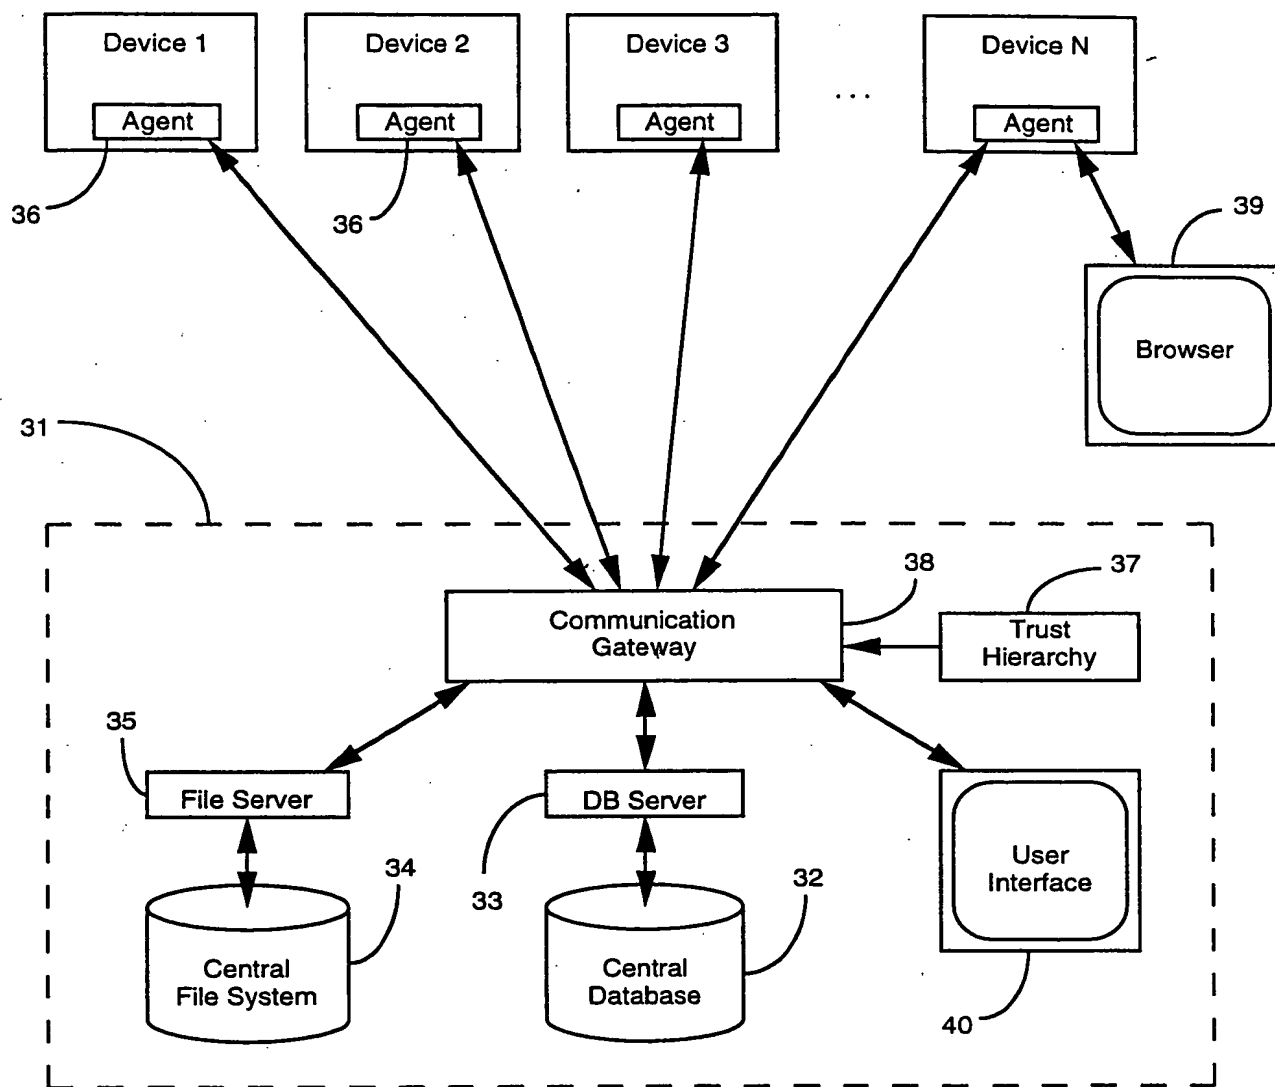 Device 1
Device 2
Device 3
Device N
...
Agent
Agent
Agent
Agent
36
36
39
Browser
31
38
37
Communication
Gateway
Trust
Hierarchy
35
File Server
DB Server
33
34
32
User
Interface
Central
File System
Central
Database
40